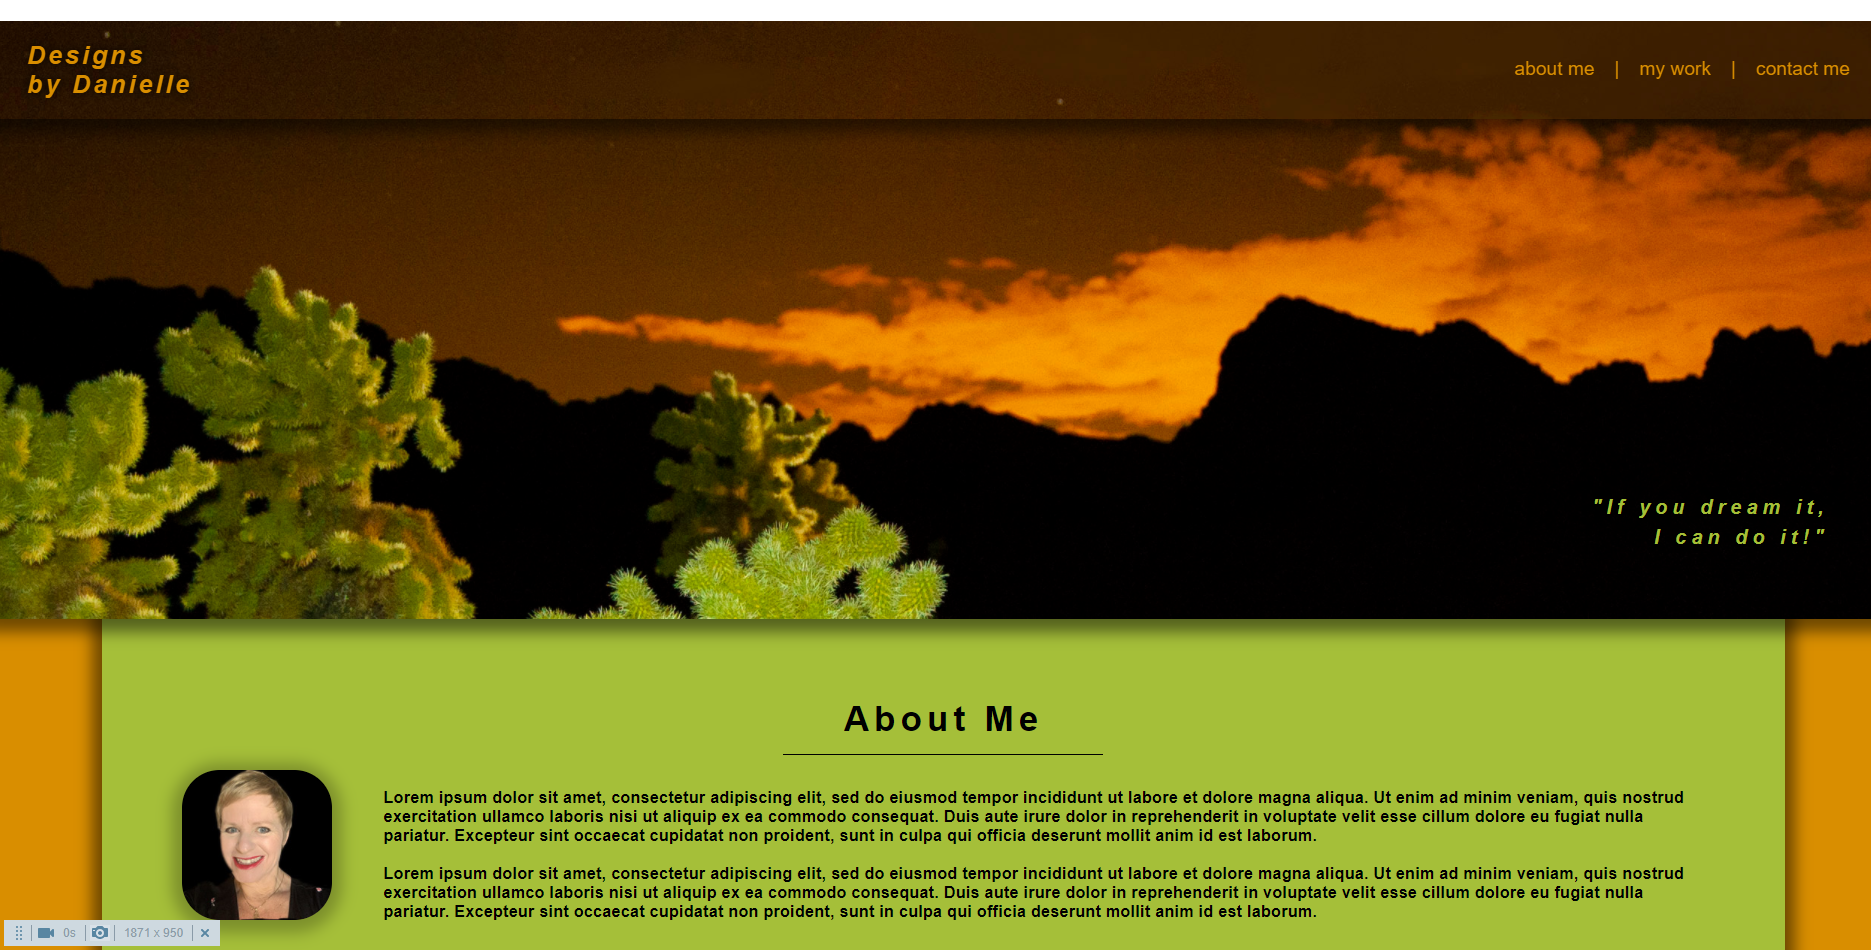 Designs
by Danielle
about me | my work | contact me
"If you dream it,
I can do it!"
About Me
Lorem ipsum dolor sit amet, consectetur adipiscing elit, sed do eiusmod tempor incididunt ut labore et dolore magna aliqua. Ut enim ad minim veniam, quis nostrud
exercitation ullamco laboris nisi ut aliquip ex ea commodo consequat. Duis aute irure dolor in reprehenderit in voluptate velit esse cillum dolore eu fugiat nulla
pariatur. Excepteur sint occaecat cupidatat non proident, sunt in culpa qui officia deserunt mollit anim id est laborum.
Lorem ipsum dolor sit amet, consectetur adipiscing elit, sed do eiusmod tempor incididunt ut labore et dolore magna aliqua. Ut enim ad minim veniam, quis nostrud
exercitation ullamco laboris nisi ut aliquip ex ea commodo consequat. Duis aute irure dolor in reprehenderit in voluptate velit esse cillum dolore eu fugiat nulla
pariatur. Excepteur sint occaecat cupidatat non proident, sunt in culpa qui officia deserunt mollit anim id est laborum.
0s 1871 x 950